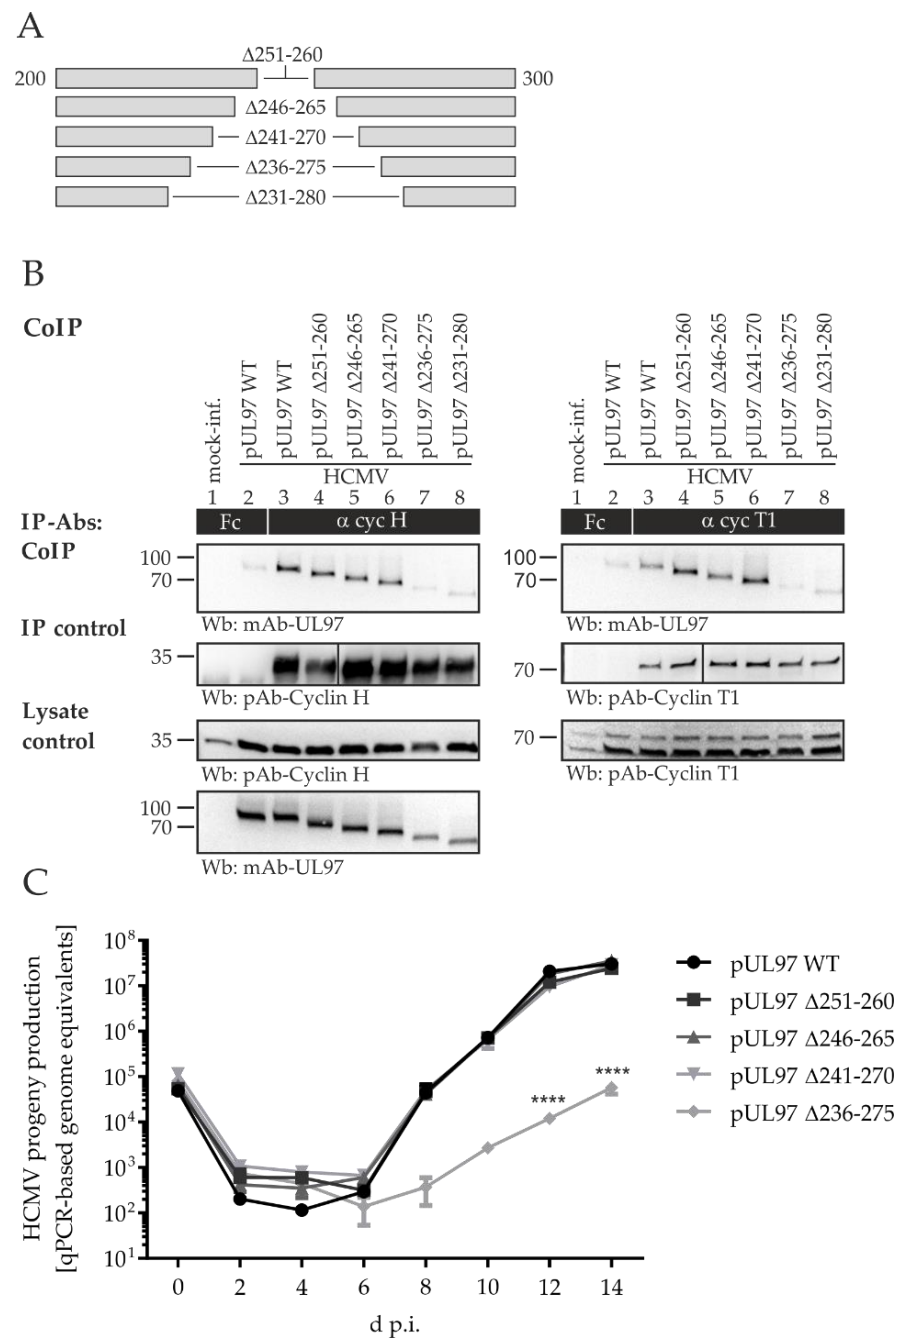 A
Δ251-260
200 300
Δ246-265
Δ241-270
Δ236-275
Δ231-280
B
CoIP
mock-inf.
pUL97 WT
pUL97 WT
pUL97 Δ251-260
pUL97 Δ246-265
pUL97 Δ241-270
pUL97 Δ236-275
pUL97 Δ231-280
mock-inf.
pUL97 WT
pUL97 WT
pUL97 Δ251-260
pUL97 Δ246-265
pUL97 Δ241-270
pUL97 Δ236-275
pUL97 Δ231-280
HCMV HCMV
1 2 3 4 5 6 7 8 1 2 3 4 5 6 7 8
IP-Abs: Fc α cyc H Fc α cyc T1
CoIP
100 100
70 70
Wb: mAb-UL97 Wb: mAb-UL97
IP control
35 70
Wb: pAb-Cyclin H Wb: pAb-Cyclin T1
Lysate
control
35 70
Wb: pAb-Cyclin H Wb: pAb-Cyclin T1
100
70
Wb: mAb-UL97
C
HCMV progeny production
[qPCR-based genome equivalents]
10⁸
10⁷
10⁶
10⁵
10⁴
10³
10²
10¹
**** ****
0 2 4 6 8 10 12 14
d p.i.
pUL97 WT
pUL97 Δ251-260
pUL97 Δ246-265
pUL97 Δ241-270
pUL97 Δ236-275